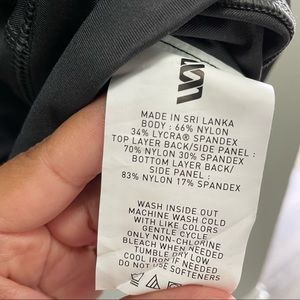 MADE IN SRI LANKA
BODY : 66% NYLON
34% LYCRA® SPANDEX
TOP LAYER BACK/SIDE PANEL :
70% NYLON 30% SPANDEX
BOTTOM LAYER
BACK/SIDE PANEL :
83% NYLON 17% SPANDEX
WASH INSIDE OUT
MACHINE WASH COLD
WITH LIKE COLORS
GENTLE CYCLE
ONLY NON-CHLORINE
BLEACH WHEN NEEDED
TUMBLE DRY LOW
COOL IRON IF NEEDED
DO NOT USE SOFTENERS